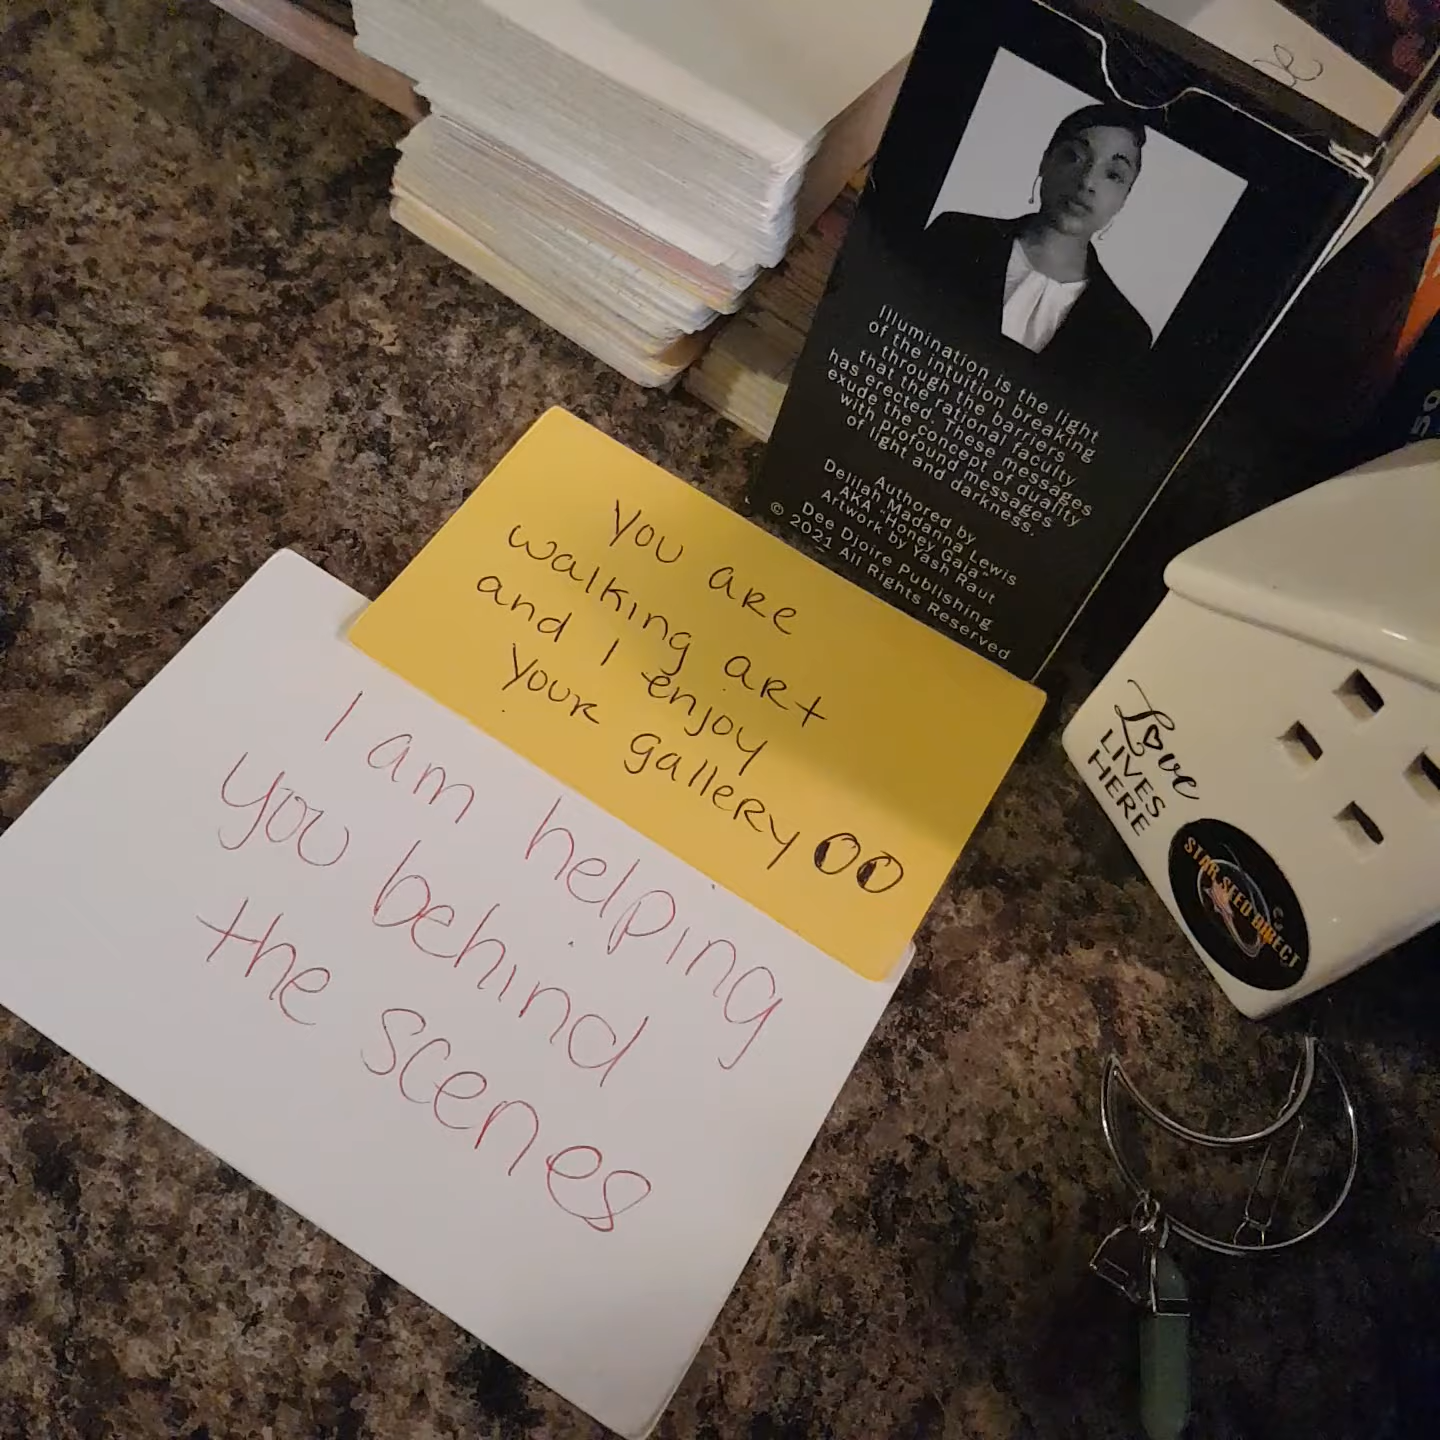 Illumination is the light
of the intuition breaking
through the barriers
that the rational faculty
has erected. These messages
exude the concept of duality
with profound messages
of light and darkness.
Authored by
Delilah "Madanna Lewis
AKA "Honey Gaia"
Artwork by Yash Raut
Dee Djoire Publishing
© 2021 All Rights Reserved
You are
walking art
and I enjoy
your gallery
I am helping
you behind
the scenes
Love
LIVES
HERE
STAR SEED DIRECT